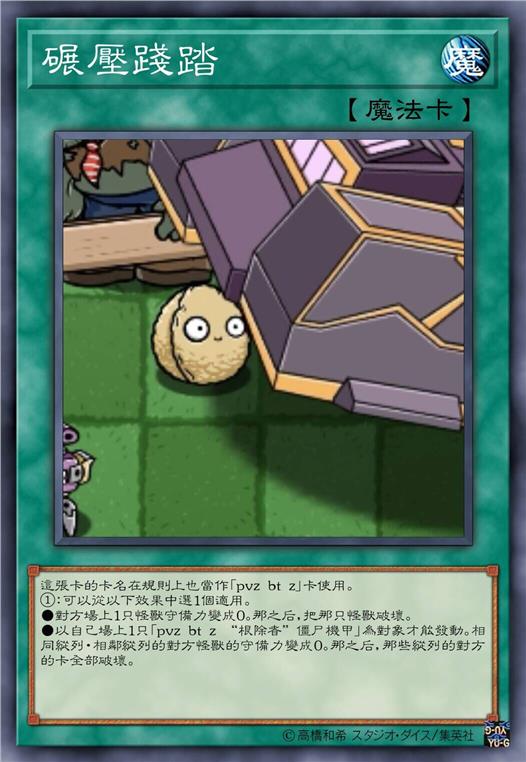 碾壓踐踏
魔
【魔法卡】
這張卡的卡名在規則上也當作「pvz bt z」卡使用。
①:可以從以下效果中選1個適用。
●對方場上1只怪獸守備力變成0。那之后，把那只怪獸破壞。
●以自己場上1只「pvz bt z “根除者”僵尸機甲」為對象才能發動。相
同縱列·相鄰縱列的對方怪獸的守備力變成0。那之后，那些縱列的對方
的卡全部破壞。
©高橋和希 スタジオ・ダイス/集英社
YU-G
YU-G